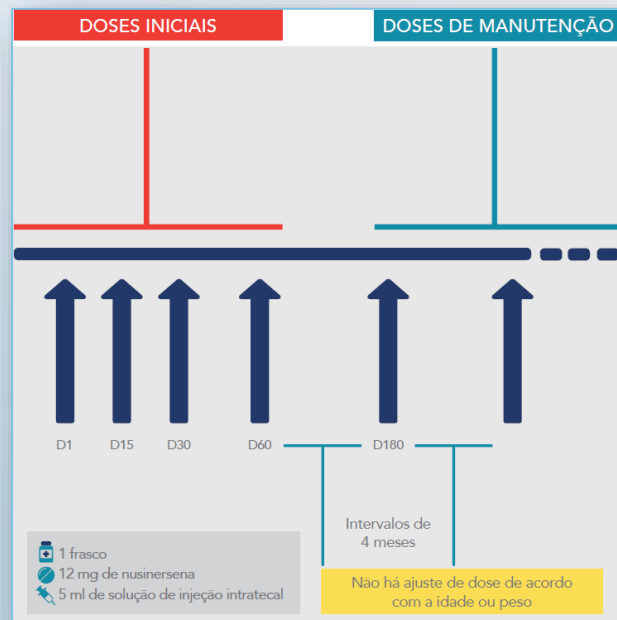 DOSES INICIAIS
DOSES DE MANUTENÇÃO
D1
D15
D30
D60
D180
Intervalos de
4 meses
1 frasco
12 mg de nusinersena
5 ml de solução de injeção intratecal
Não há ajuste de dose de acordo
com a idade ou peso